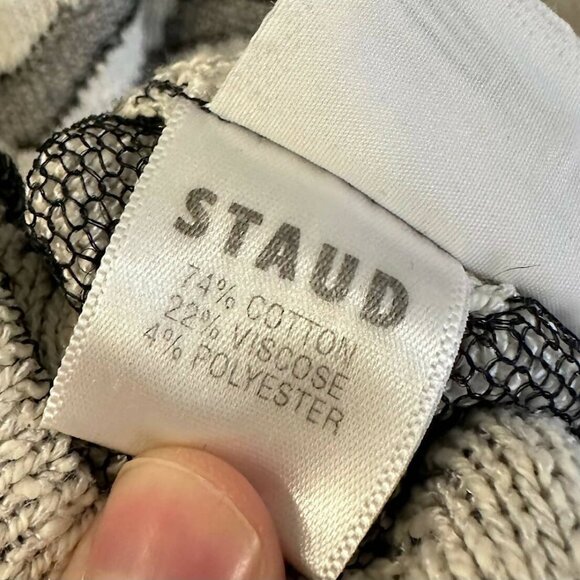 STAUD
74% COTTON
22% VISCOSE
4% POLYESTER